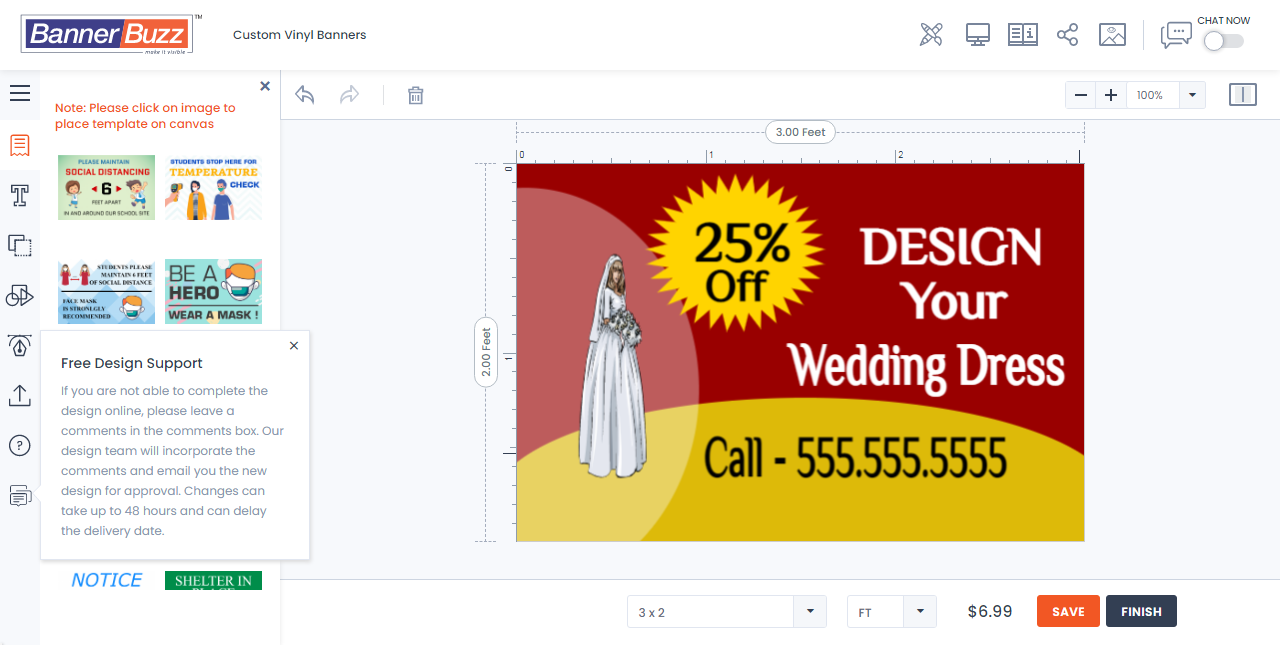 BannerBuzz
TM
make it visible
Custom Vinyl Banners
CHAT NOW
Note: Please click on image to
place template on canvas
100%
PLEASE MAINTAIN
SOCIAL DISTANCING
6
FEET APART
IN AND AROUND OUR SCHOOL SITE
STUDENTS STOP HERE FOR
TEMPERATURE
CHECK
STUDENTS PLEASE
MAINTAIN 6 FEET
OF SOCIAL DISTANCE
FACE MASK
IS STRONLGLY
RECOMMENDED
BE A
HERO
WEAR A MASK !
Free Design Support
If you are not able to complete the
design online, please leave a
comments in the comments box. Our
design team will incorporate the
comments and email you the new
design for approval. Changes can
take up to 48 hours and can delay
the delivery date.
NOTICE
SHELTER IN
PLACE
3.00 Feet
0 1 2
0
2.00 Feet
1
25%
Off
DESIGN
Your
Wedding Dress
Call - 555.555.5555
3 x 2
FT
$6.99
SAVE
FINISH